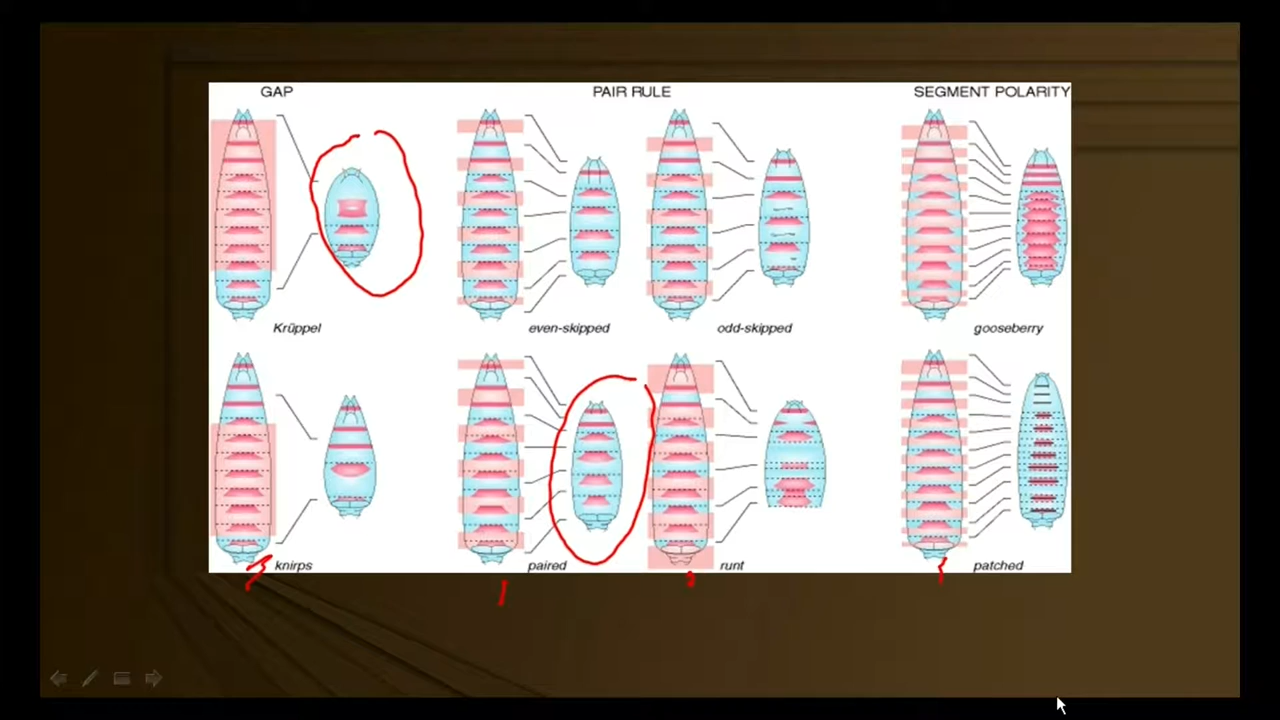 GAP PAIR RULE SEGMENT POLARITY
Krüppel even-skipped odd-skipped gooseberry
knirps paired runt patched